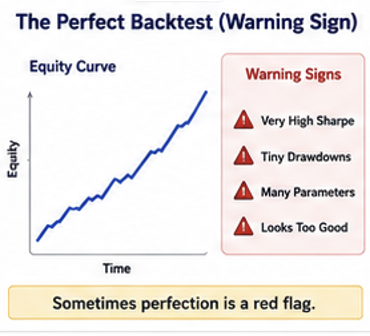 The Perfect Backtest (Warning Sign)
Equity Curve
Equity
Time
Warning Signs
Very High Sharpe
Tiny Drawdowns
Many Parameters
Looks Too Good
Sometimes perfection is a red flag.